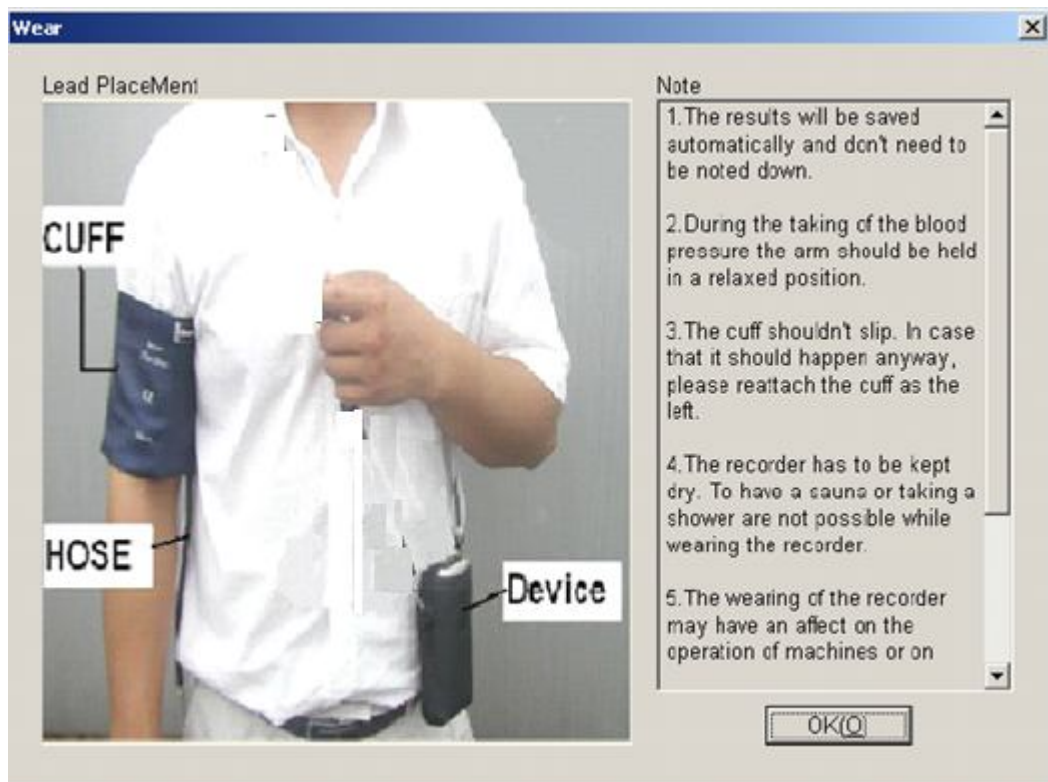 Wear
Lead PlaceMent
Note
CUFF
HOSE
Device
1.The results will be saved
automatically and don't need to
be noted down.
2.During the taking of the blood
pressure the arm should be held
in a relaxed position.
3.The cuff shouldn't slip. In case
that it should happen anyway,
please reattach the cuff as the
left.
4.The recorder has to be kept
dry. To have a sauna or taking a
shower are not possible while
wearing the recorder.
5.The wearing of the recorder
may have an affect on the
operation of machines or on
OK(O)